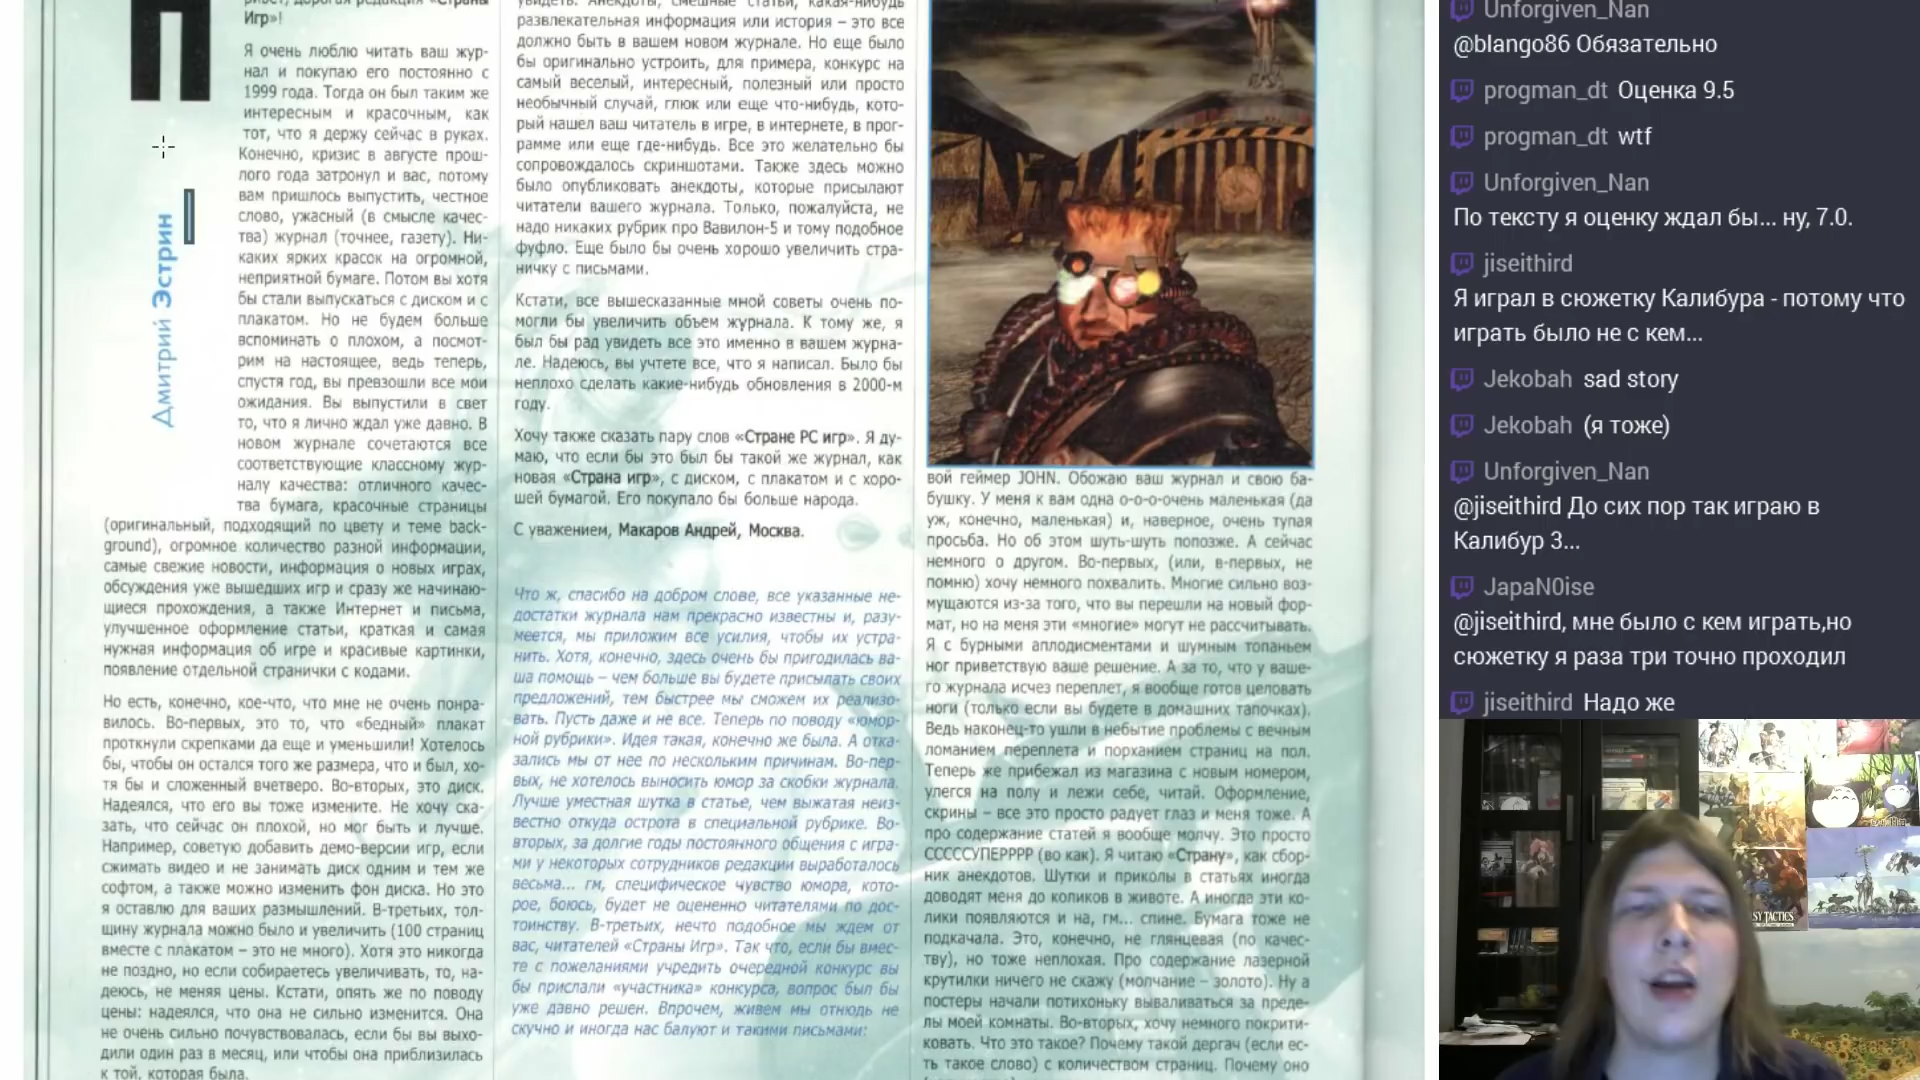 Игр»!
Я очень люблю читать ваш жур-
нал и покупаю его постоянно с
1999 года. Тогда он был таким же
интересным и красочным, как
тот, что я держу сейчас в руках.
Конечно, кризис в августе прош-
лого года затронул и вас, потому
вам пришлось выпустить, честное
слово, ужасный (в смысле качес-
тва) журнал (точнее, газету). Ни-
каких ярких красок на огромной,
неприятной бумаге. Потом вы хотя
бы стали выпускаться с диском и с
плакатом. Но не будем больше
вспоминать о плохом, а посмот-
рим на настоящее, ведь теперь,
спустя год, вы превзошли все мои
ожидания. Вы выпустили в свет
то, что я лично ждал уже давно. В
новом журнале сочетаются все
соответствующие классному жур-
налу качества: отличного качес-
тва бумага, красочные страницы
(оригинальный, подходящий по цвету и теме back-
ground), огромное количество разной информации,
самые свежие новости, информация о новых играх,
обсуждения уже вышедших игр и сразу же начинаю-
щиеся прохождения, а также Интернет и письма,
улучшенное оформление статьи, краткая и самая
нужная информация об игре и красивые картинки,
появление отдельной странички с кодами.
Но есть, конечно, кое-что, что мне не очень понра-
вилось. Во-первых, это то, что «бедный» плакат
проткнули скрепками да еще и уменьшили! Хотелось
бы, чтобы он остался того же размера, что и был, хо-
тя бы и сложенный вчетверо. Во-вторых, это диск.
Надеялся, что его вы тоже измените. Не хочу ска-
зать, что сейчас он плохой, но мог быть и лучше.
Например, советую добавить демо-версии игр, если
сжимать видео и не занимать диск одним и тем же
софтом, а также можно изменить фон диска. Но это
я оставлю для ваших размышлений. В-третьих, тол-
щину журнала можно было и увеличить (100 страниц
вместе с плакатом – это не много). Хотя это никогда
не поздно, но если собираетесь увеличивать, то, на-
деюсь, не меняя цены. Кстати, опять же по поводу
цены: надеялся, что она не сильно изменится. Она
не очень сильно почувствовалась, если бы вы выхо-
дили один раз в месяц, или чтобы она приблизилась
к той, которая была.
П
Дмитрий Эстрин
увидеть. Анекдоты, смешные статьи, какая-нибудь
развлекательная информация или история – это все
должно быть в вашем новом журнале. Но еще было
бы оригинально устроить, для примера, конкурс на
самый веселый, интересный, полезный или просто
необычный случай, глюк или еще что-нибудь, кото-
рый нашел ваш читатель в игре, в интернете, в прог-
рамме или еще где-нибудь. Все это желательно бы
сопровождалось скриншотами. Также здесь можно
было опубликовать анекдоты, которые присылают
читатели вашего журнала. Только, пожалуйста, не
надо никаких рубрик про Вавилон-5 и тому подобное
фуфло. Еще было бы очень хорошо увеличить стра-
ничку с письмами.
Кстати, все вышесказанные мной советы очень по-
могли бы увеличить объем журнала. К тому же, я
был бы рад увидеть все это именно в вашем журна-
ле. Надеюсь, вы учтете все, что я написал. Было бы
неплохо сделать какие-нибудь обновления в 2000-м
году.
Хочу также сказать пару слов «Стране PC игр». Я ду-
маю, что если бы это был бы такой же журнал, как
новая «Страна игр», с диском, с плакатом и с хоро-
шей бумагой. Его покупало бы больше народа.
С уважением, Макаров Андрей, Москва.
Что ж, спасибо на добром слове, все указанные не-
достатки журнала нам прекрасно известны и, разу-
меется, мы приложим все усилия, чтобы их устра-
нить. Хотя, конечно, здесь очень бы пригодилась ва-
ша помощь – чем больше вы будете присылать своих
предложений, тем быстрее мы сможем их реализо-
вать. Пусть даже и не все. Теперь по поводу «юмор-
ной рубрики». Идея такая, конечно же была. А отка-
зались мы от нее по нескольким причинам. Во-пер-
вых, не хотелось выносить юмор за скобки журнала.
Лучше уместная шутка в статье, чем выжатая неиз-
вестно откуда острота в специальной рубрике. Во-
вторых, за долгие годы постоянного общения с игра-
ми у некоторых сотрудников редакции выработалось
весьма... гм, специфическое чувство юмора, кото-
рое, боюсь, будет не оцененно читателями по дос-
тоинству. В-третьих, нечто подобное мы ждем от
вас, читателей «Страны Игр». Так что, если бы вмес-
те с пожеланиями учредить очередной конкурс вы
бы прислали «участника» конкурса, вопрос был бы
уже давно решен. Впрочем, живем мы отнюдь не
скучно и иногда нас балуют и такими письмами:
вой геймер JOHN. Обожаю ваш журнал и свою ба-
бушку. У меня к вам одна о-о-о-очень маленькая (да
уж, конечно, маленькая) и, наверное, очень тупая
просьба. Но об этом шуть-шуть попозже. А сейчас
немного о другом. Во-первых, (или, в-первых, не
помню) хочу немного похвалить. Многие сильно воз-
мущаются из-за того, что вы перешли на новый фор-
мат, но на меня эти «многие» могут не рассчитывать.
Я с бурными аплодисментами и шумным топаньем
ног приветствую ваше решение. А за то, что у ваше-
го журнала исчез переплет, я вообще готов целовать
ноги (только если вы будете в домашних тапочках).
Ведь наконец-то ушли в небытие проблемы с вечным
ломанием переплета и порханием страниц на пол.
Теперь же прибежал из магазина с новым номером,
улегся на полу и лежи себе, читай. Оформление,
скрины – все это просто радует глаз и меня тоже. А
про содержание статей я вообще молчу. Это просто
СССССУПЕРРРР (во как). Я читаю «Страну», как сбор-
ник анекдотов. Шутки и приколы в статьях иногда
доводят меня до коликов в животе. А иногда эти ко-
лики появляются и на, гм... спине. Бумага тоже не
подкачала. Это, конечно, не глянцевая (по качес-
тву), но тоже неплохая. Про содержание лазерной
крутилки ничего не скажу (молчание – золото). Ну а
постеры начали потихоньку вываливаться за преде-
лы моей комнаты. Во-вторых, хочу немного покрити-
ковать. Что это такое? Почему такой дергач (если ес-
ть такое слово) с количеством страниц. Почему оно
Unforgiven_Nan
@blango86 Обязательно
progman_dt Оценка 9.5
progman_dt wtf
Unforgiven_Nan
По тексту я оценку ждал бы... ну, 7.0.
jiseithird
Я играл в сюжетку Калибура - потому что
играть было не с кем...
Jekobah sad story
Jekobah (я тоже)
Unforgiven_Nan
@jiseithird До сих пор так играю в
Калибур 3...
JapaN0ise
@jiseithird, мне было с кем играть,но
сюжетку я раза три точно проходил
jiseithird Надо же
SY TACTICS